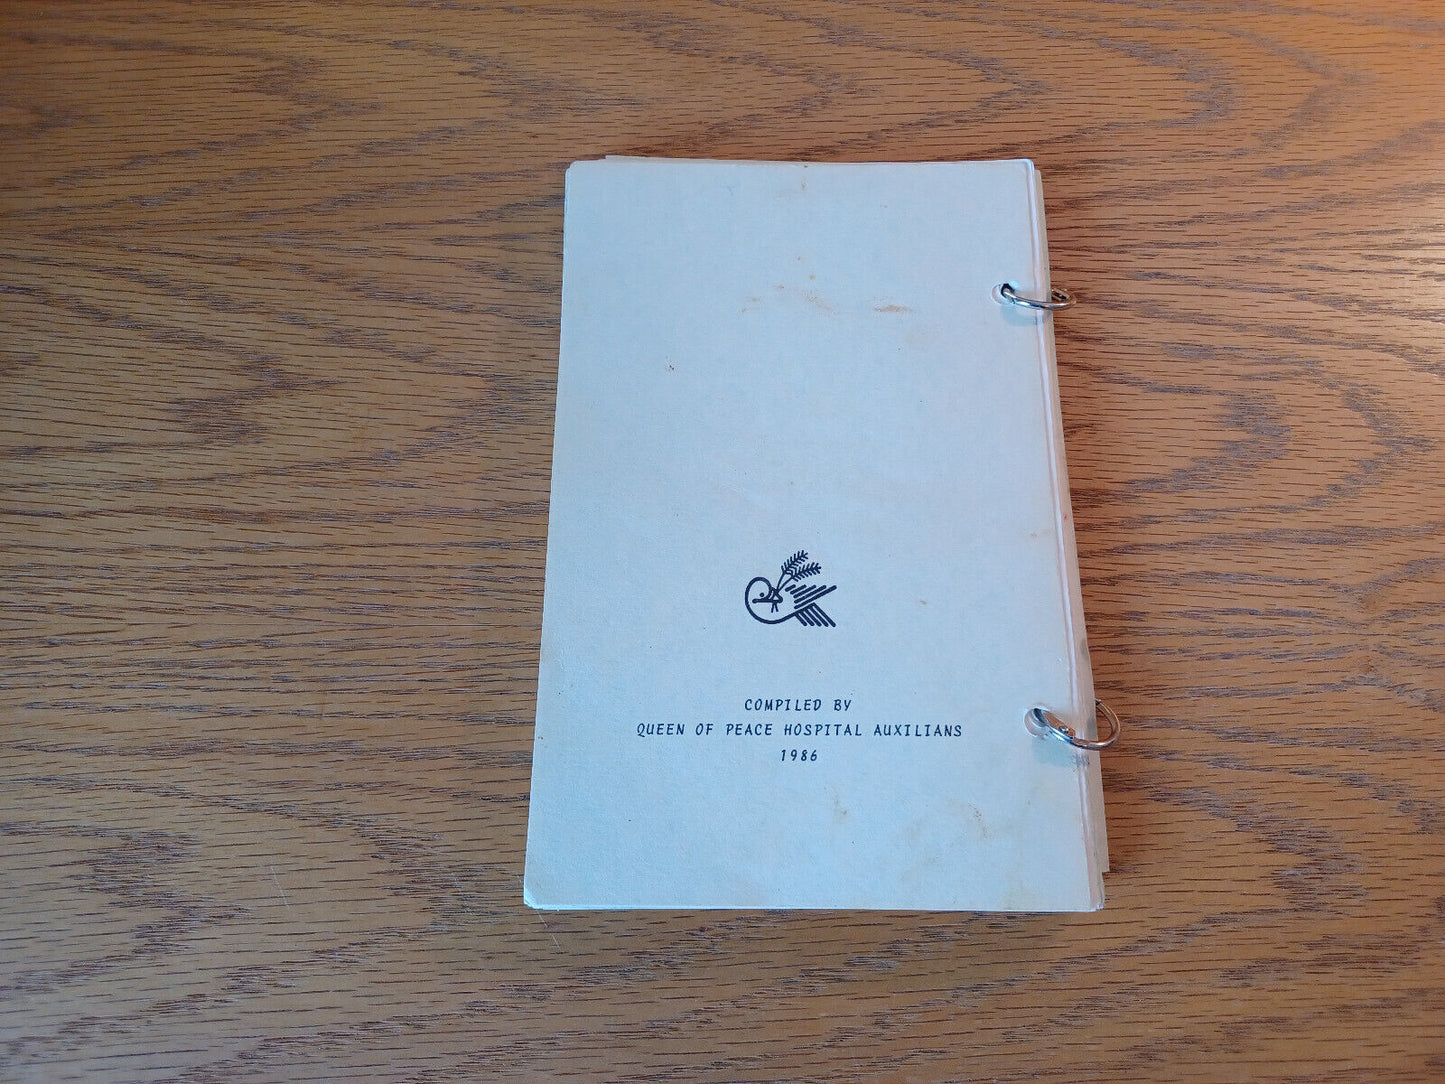 COMPILED BY
QUEEN OF PEACE HOSPITAL AUXILIANS
1986